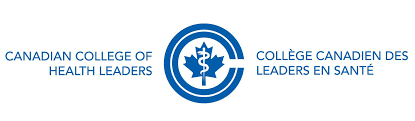 CANADIAN COLLEGE OF
HEALTH LEADERS
COLLÈGE CANADIEN DES
LEADERS EN SANTÉ